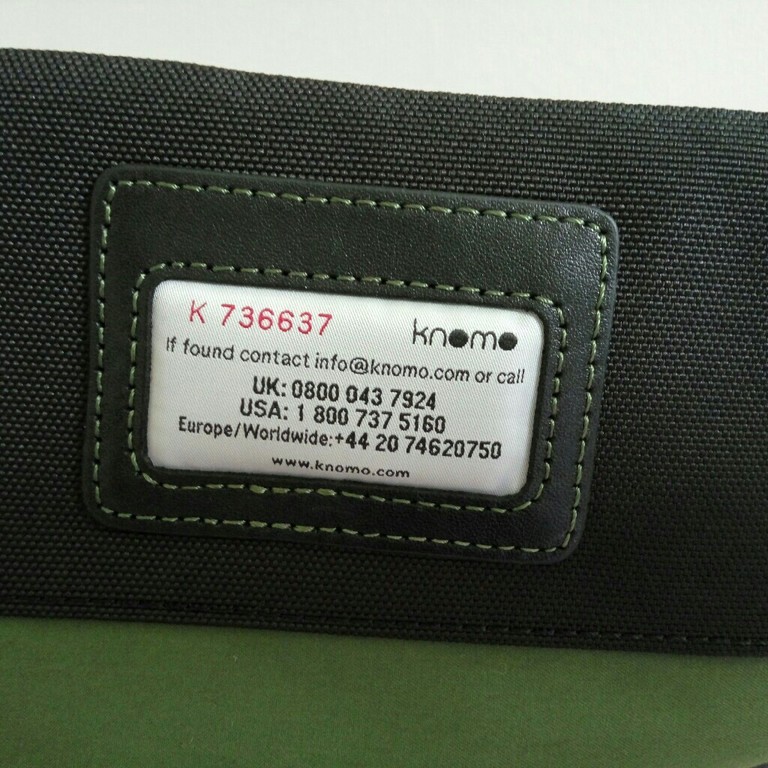 K 736637 knomo
If found contact info@knomo.com or call
UK: 0800 043 7924
USA: 1 800 737 5160
Europe/Worldwide:+44 20 74620750
www.knomo.com